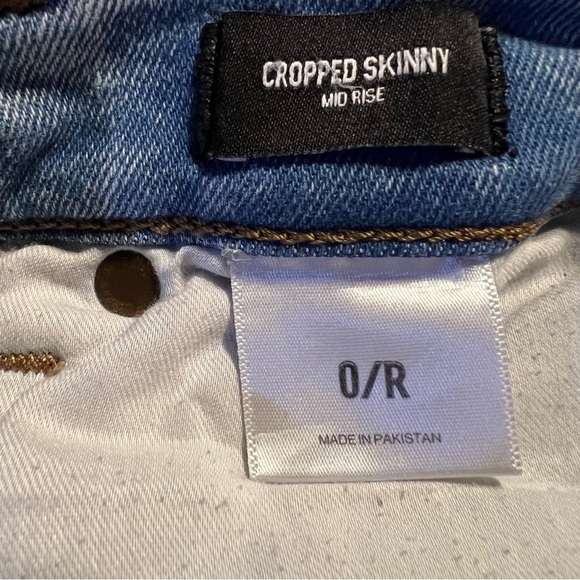 CROPPED SKINNY
MID RISE
0/R
MADE IN PAKISTAN